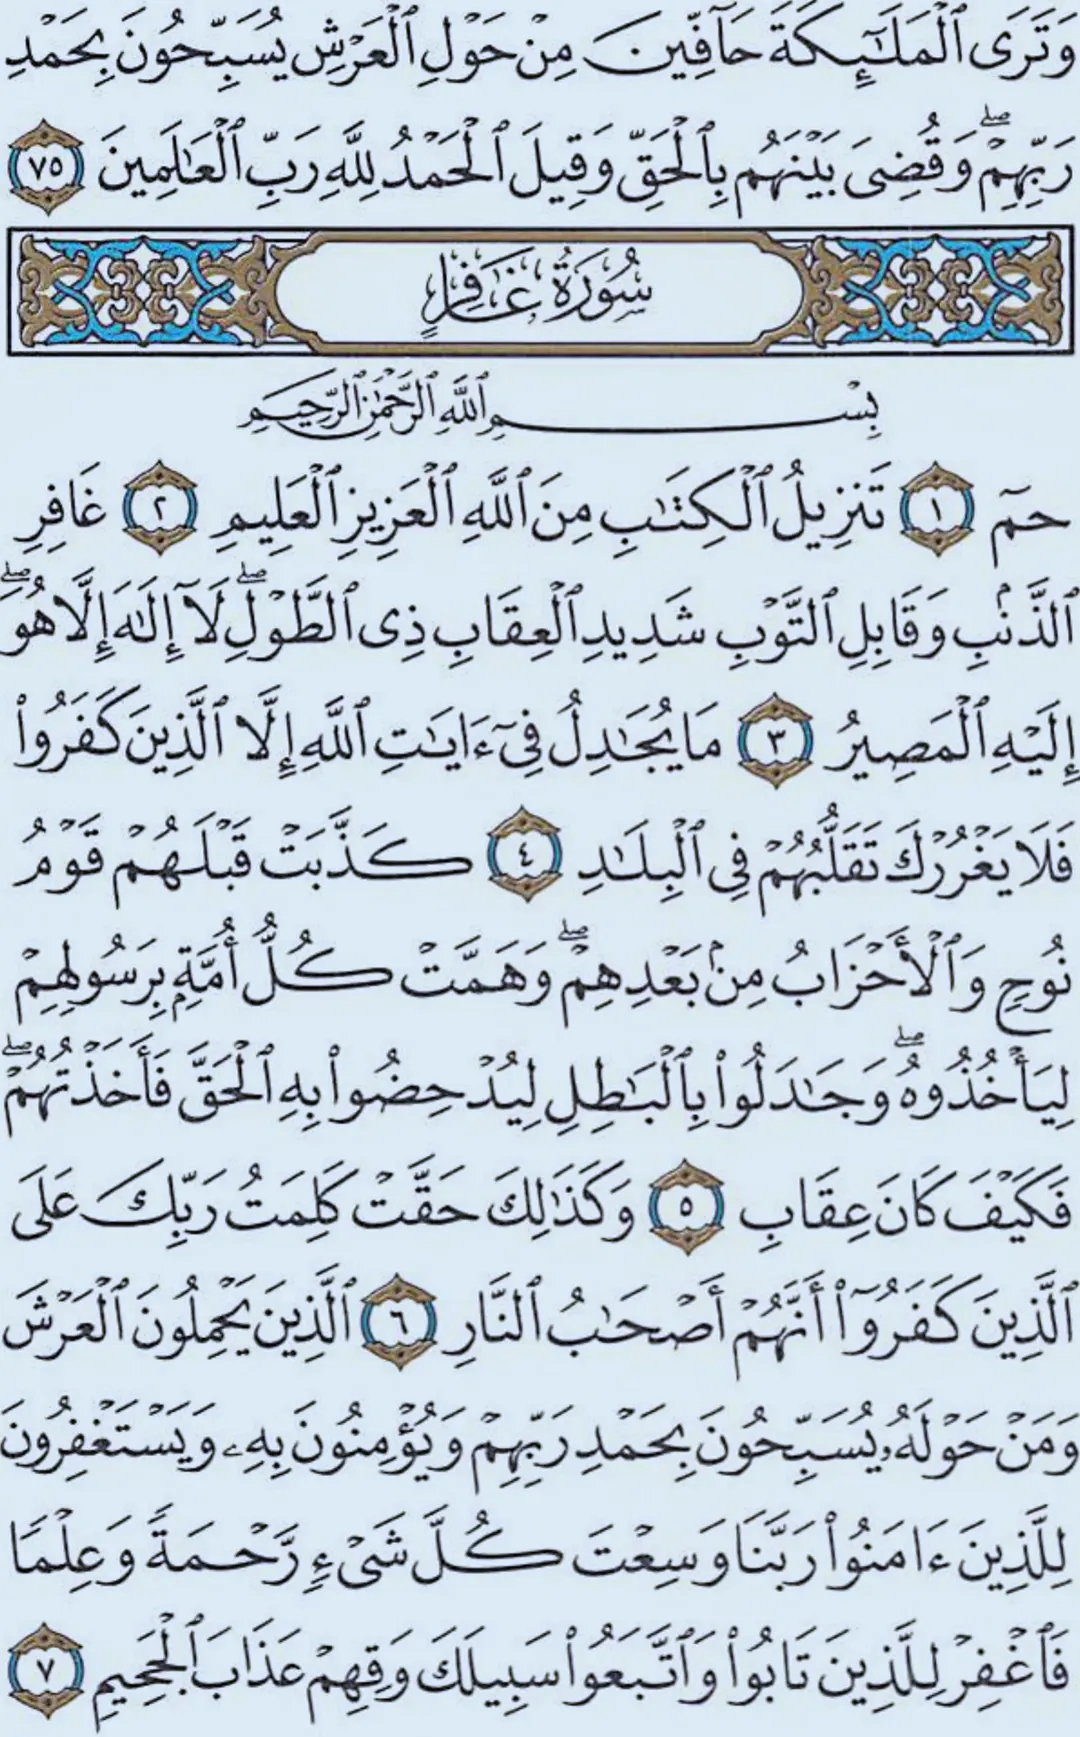 وَتَرَى ٱلْمَلَـٰٓئِكَةَ حَآفِّينَ مِنْ حَوْلِ ٱلْعَرْشِ يُسَبِّحُونَ بِحَمْدِ
رَبِّهِمْ ۖ وَقُضِىَ بَيْنَهُم بِٱلْحَقِّ وَقِيلَ ٱلْحَمْدُ لِلَّهِ رَبِّ ٱلْعَـٰلَمِينَ ٧٥
سُورَةُ غَافِرٍ
بِسْمِ ٱللَّهِ ٱلرَّحْمَـٰنِ ٱلرَّحِيمِ
حمٓ ١ تَنزِيلُ ٱلْكِتَـٰبِ مِنَ ٱللَّهِ ٱلْعَزِيزِ ٱلْعَلِيمِ ٢ غَافِرِ
ٱلذَّنۢبِ وَقَابِلِ ٱلتَّوْبِ شَدِيدِ ٱلْعِقَابِ ذِى ٱلطَّوْلِ ۖ لَآ إِلَـٰهَ إِلَّا هُوَ ۖ
إِلَيْهِ ٱلْمَصِيرُ ٣ مَا يُجَـٰدِلُ فِىٓ ءَايَـٰتِ ٱللَّهِ إِلَّا ٱلَّذِينَ كَفَرُوا۟
فَلَا يَغْرُرْكَ تَقَلُّبُهُمْ فِى ٱلْبِلَـٰدِ ٤ كَذَّبَتْ قَبْلَهُمْ قَوْمُ
نُوحٍ وَٱلْأَحْزَابُ مِنۢ بَعْدِهِمْ ۖ وَهَمَّتْ كُلُّ أُمَّةٍۭ بِرَسُولِهِمْ
لِيَأْخُذُوهُ ۖ وَجَـٰدَلُوا۟ بِٱلْبَـٰطِلِ لِيُدْحِضُوا۟ بِهِ ٱلْحَقَّ فَأَخَذْتُهُمْ ۖ
فَكَيْفَ كَانَ عِقَابِ ٥ وَكَذَٰلِكَ حَقَّتْ كَلِمَتُ رَبِّكَ عَلَى
ٱلَّذِينَ كَفَرُوٓا۟ أَنَّهُمْ أَصْحَـٰبُ ٱلنَّارِ ٦ ٱلَّذِينَ يَحْمِلُونَ ٱلْعَرْشَ
وَمَنْ حَوْلَهُۥ يُسَبِّحُونَ بِحَمْدِ رَبِّهِمْ وَيُؤْمِنُونَ بِهِۦ وَيَسْتَغْفِرُونَ
لِلَّذِينَ ءَامَنُوا۟ رَبَّنَا وَسِعْتَ كُلَّ شَىْءٍ رَّحْمَةً وَعِلْمًا
فَٱغْفِرْ لِلَّذِينَ تَابُوا۟ وَٱتَّبَعُوا۟ سَبِيلَكَ وَقِهِمْ عَذَابَ ٱلْجَحِيمِ ٧